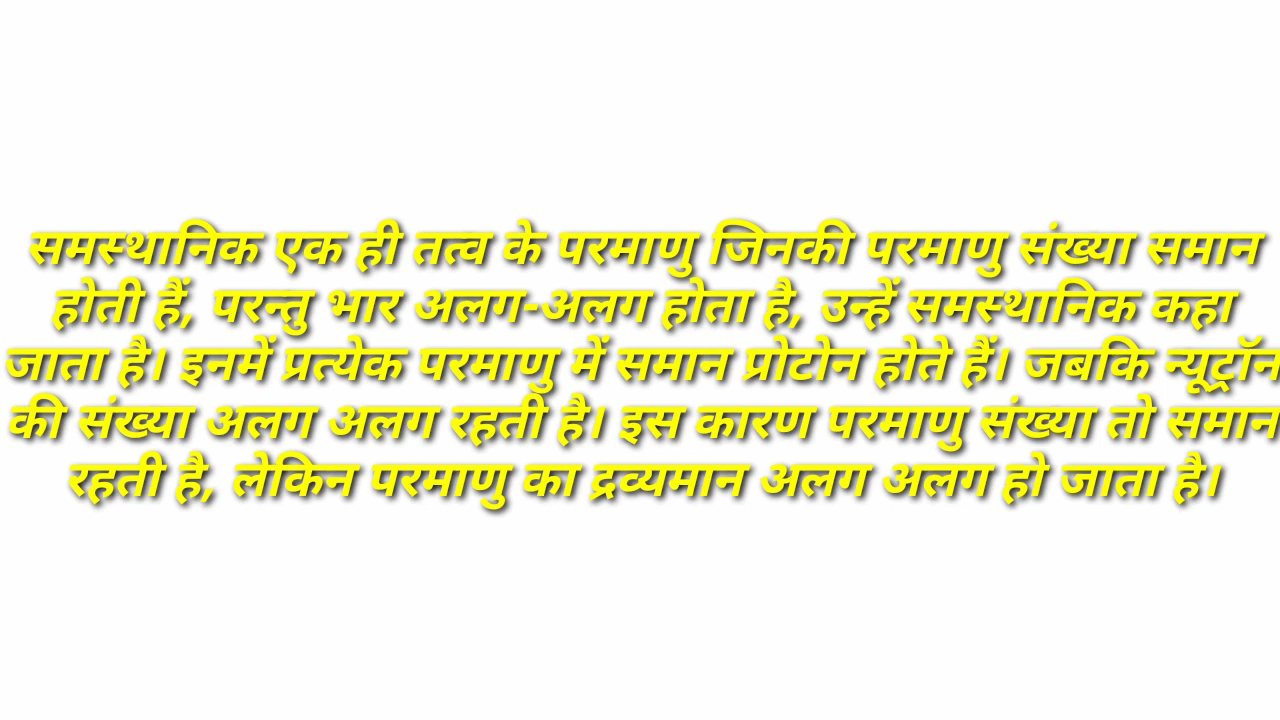 समस्थानिक एक ही तत्व के परमाणु जिनकी परमाणु संख्या समान
होती हैं, परन्तु भार अलग-अलग होता है, उन्हें समस्थानिक कहा
जाता है। इनमें प्रत्येक परमाणु में समान प्रोटोन होते हैं। जबकि न्यूट्रॉन
की संख्या अलग अलग रहती है। इस कारण परमाणु संख्या तो समान
रहती है, लेकिन परमाणु का द्रव्यमान अलग अलग हो जाता है।